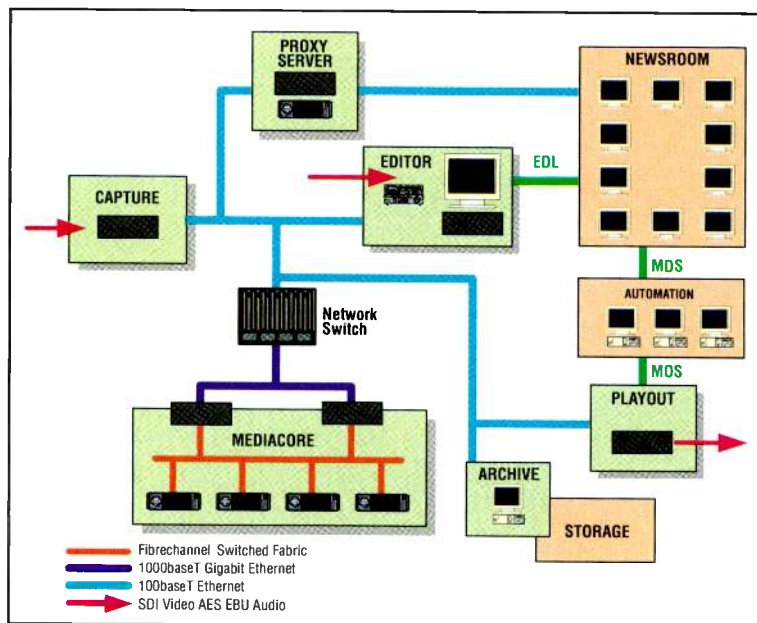 PROXY
SERVER
NEWSROOM
EDITOR
EDL
CAPTURE
MDS
AUTOMATION
Network
Switch
MOS
PLAYOUT
MEDIACORE
ARCHIVE
STORAGE
Fibrechannel Switched Fabric
1000baseT Gigabit Ethernet
100baseT Ethernet
SDI Video AES EBU Audio